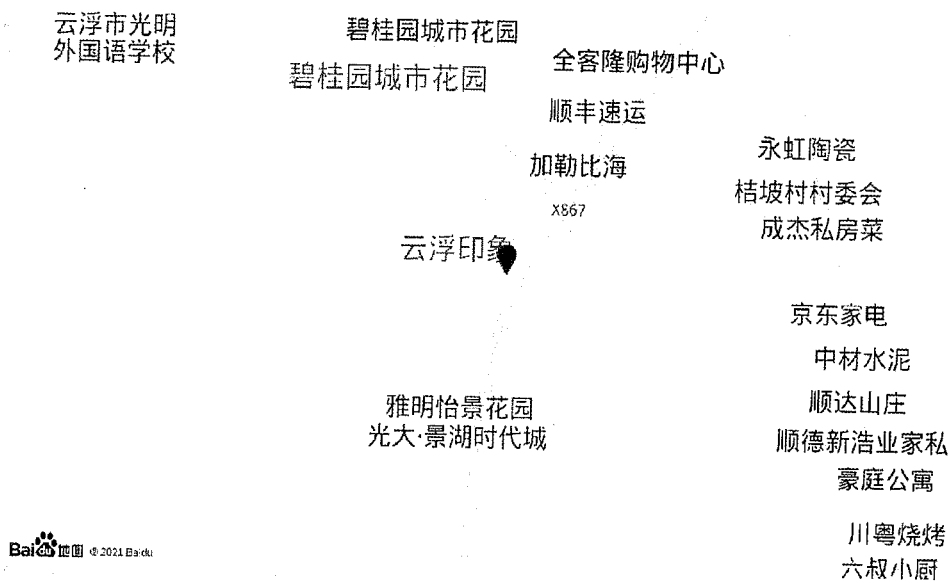 云浮市光明
外国语学校
碧桂园城市花园
碧桂园城市花园
全客隆购物中心
顺丰速运
加勒比海
永虹陶瓷
桔坡村村委会
X867
成杰私房菜
云浮印象
京东家电
中材水泥
雅明怡景花园
顺达山庄
光大·景湖时代城
顺德新浩业家私
豪庭公寓
川粤烧烤
Bai du 地图 © 2021 Baidu
六叔小厨